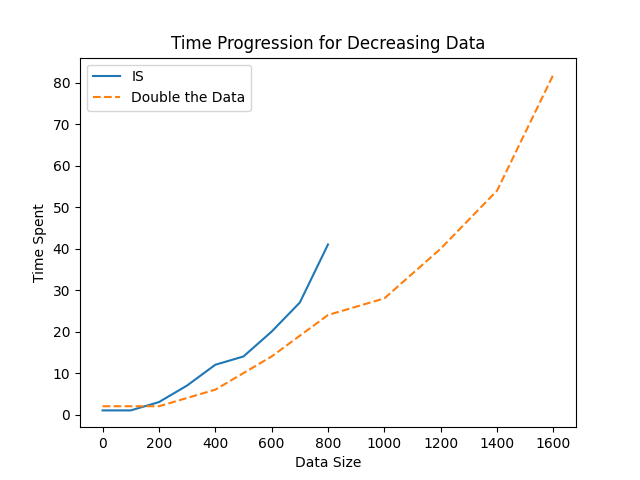 Time Progression for Decreasing Data
IS
Double the Data
80
70
60
50
40
30
20
10
0
Time Spent
0 200 400 600 800 1000 1200 1400 1600
Data Size